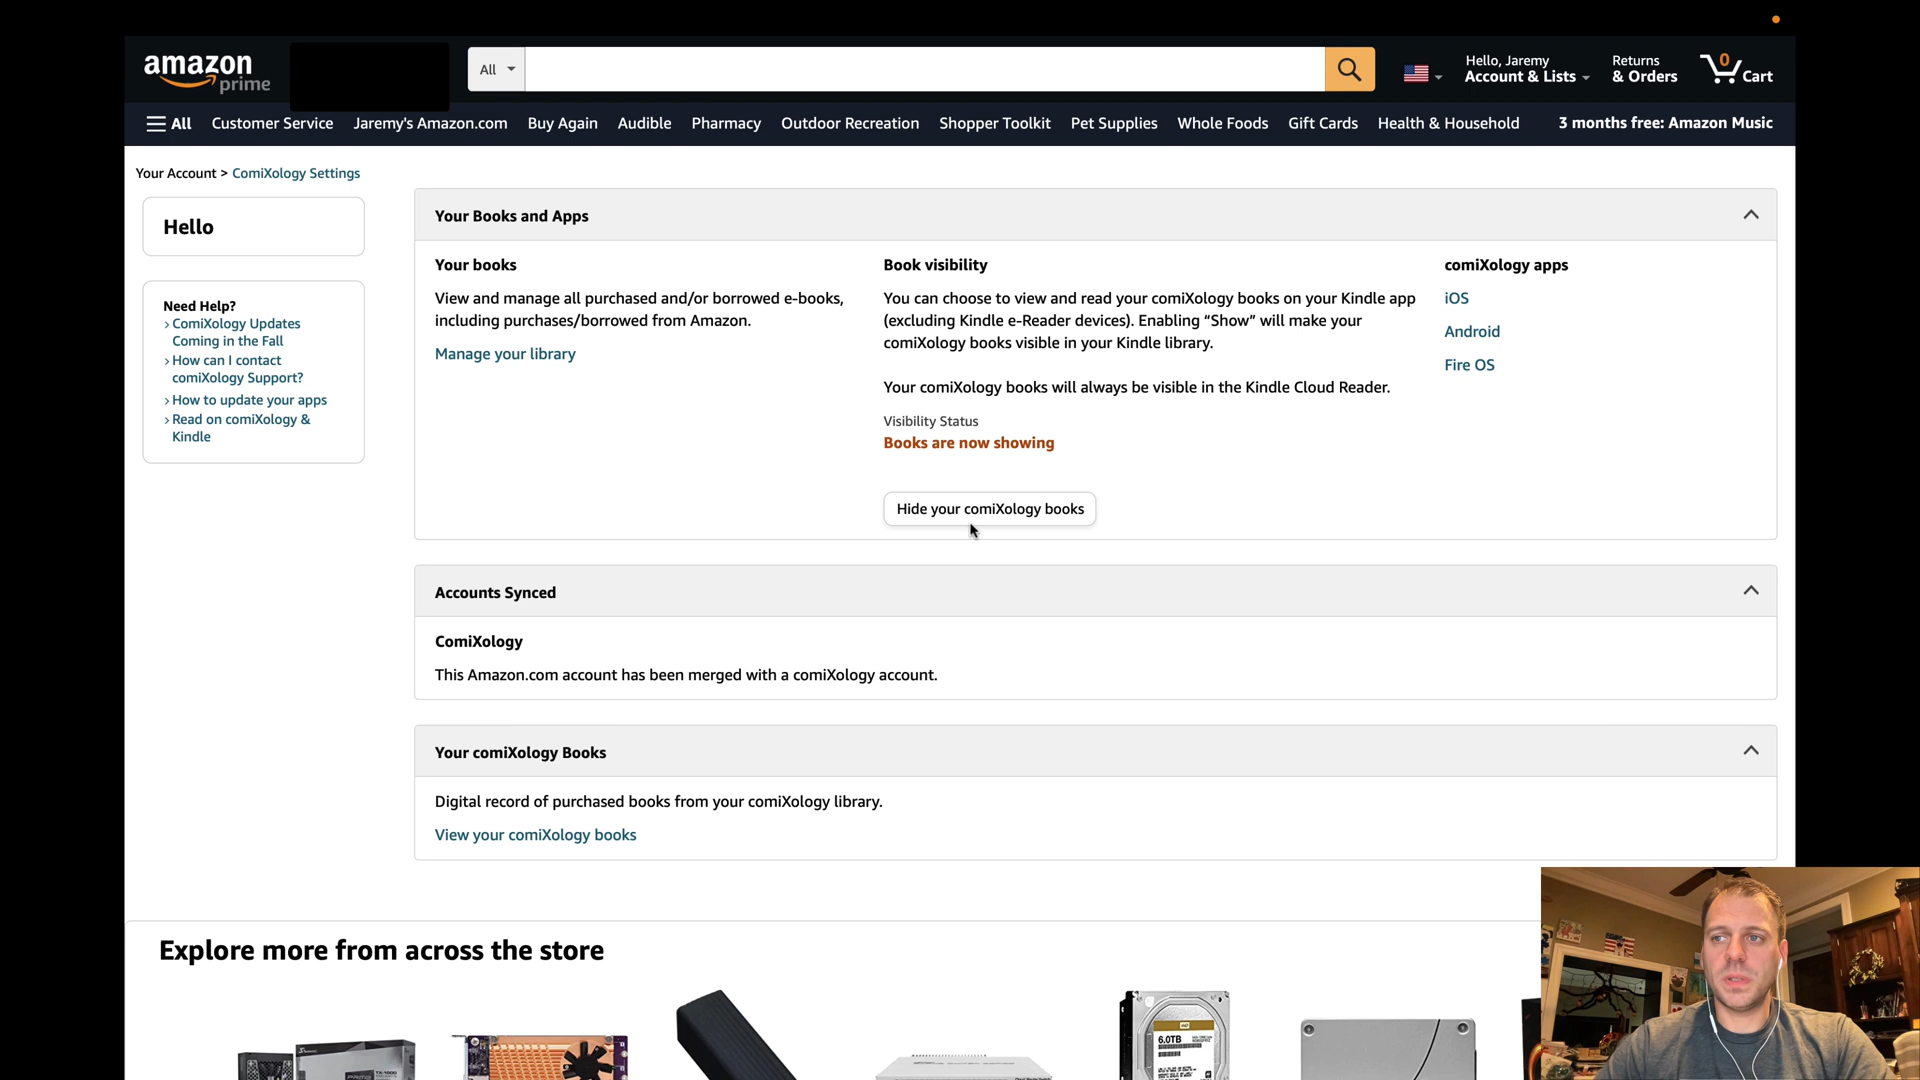 amazon
prime
All
Hello, Jeremy
Account & Lists
Returns
& Orders
0
Cart
All
Customer Service
Jeremy's Amazon.com
Buy Again
Audible
Pharmacy
Outdoor Recreation
Shopper Toolkit
Pet Supplies
Whole Foods
Gift Cards
Health & Household
3 months free: Amazon Music
Your Account > ComiXology Settings
Hello
Need Help?
› ComiXology Updates
Coming in the Fall
› How can I contact
comiXology Support?
› How to update your apps
› Read on comiXology &
Kindle
Your Books and Apps
Your books
View and manage all purchased and/or borrowed e-books,
including purchases/borrowed from Amazon.
Manage your library
Book visibility
You can choose to view and read your comiXology books on your Kindle app
(excluding Kindle e-Reader devices). Enabling “Show” will make your
comiXology books visible in your Kindle library.
Your comiXology books will always be visible in the Kindle Cloud Reader.
Visibility Status
Books are now showing
Hide your comiXology books
comiXology apps
iOS
Android
Fire OS
Accounts Synced
ComiXology
This Amazon.com account has been merged with a comiXology account.
Your comiXology Books
Digital record of purchased books from your comiXology library.
View your comiXology books
Explore more from across the store
6.0TB